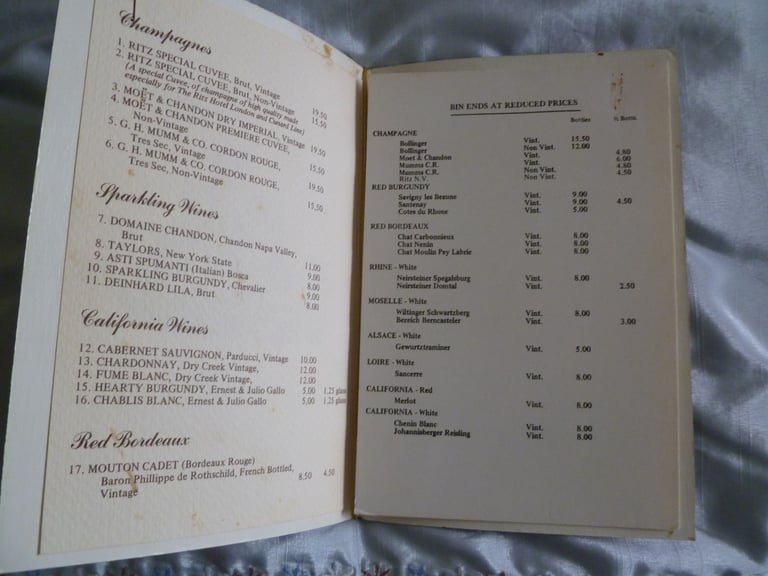 Champagnes
1. RITZ SPECIAL CUVEE, Brut, Vintage 19.50
2. RITZ SPECIAL CUVEE, Brut, Non-Vintage 15.50
(A special Cuvee, of champagne of high quality made
especially for The Ritz Hotel London and Cunard Line)
3. MOËT & CHANDON DRY IMPERIAL, Vintage 19.50
4. MOËT & CHANDON PREMIERE CUVEE,
Non-Vintage 15.50
5. G. H. MUMM & CO. CORDON ROUGE,
Tres Sec, Vintage 19.50
6. G. H. MUMM & CO. CORDON ROUGE,
Tres Sec, Non-Vintage 15.50
Sparkling Wines
7. DOMAINE CHANDON, Chandon Napa Valley,
Brut 11.00
8. TAYLORS, New York State 9.00
9. ASTI SPUMANTI (Italian) Bosca 8.00
10. SPARKLING BURGUNDY, Chevalier 9.00
11. DEINHARD LILA, Brut 8.00
California Wines
12. CABERNET SAUVIGNON, Parducci, Vintage 10.00
13. CHARDONNAY, Dry Creek Vintage, 12.00
14. FUME BLANC, Dry Creek Vintage, 12.00
15. HEARTY BURGUNDY, Ernest & Julio Gallo 5.00 1.25 glass
16. CHABLIS BLANC, Ernest & Julio Gallo 5.00 1.25 glass
Red Bordeaux
17. MOUTON CADET (Bordeaux Rouge)
Baron Phillippe de Rothschild, French Bottled, 8.50 4.50
Vintage
BIN ENDS AT REDUCED PRICES
Bottles ½ Botts.
CHAMPAGNE
Bollinger Vint. 15.50
Bollinger Non Vint. 12.00
Moet & Chandon Vint. 4.80
Mumms C.R. Vint. 6.00
Mumms C.R. Non Vint. 4.80
Ritz N.V. Non Vint. 4.50
RED BURGUNDY
Savigny les Beaune Vint. 9.00
Santenay Vint. 9.00 4.50
Cotes du Rhone Vint. 5.00
RED BORDEAUX
Chat Carbonnieux Vint. 8.00
Chat Nenin Vint. 8.00
Chat Moulin Pey Labrie Vint. 8.00
RHINE - White
Neirsteiner Spegalsburg Vint. 8.00
Neirsteiner Domtal Vint. 2.50
MOSELLE - White
Wiltinger Schwartzberg Vint. 8.00
Bereich Berncasteler Vint. 3.00
ALSACE - White
Gewurtztraminer Vint. 5.00
LOIRE - White
Sancerre Vint. 8.00
CALIFORNIA - Red
Merlot Vint. 8.00
CALIFORNIA - White
Chenin Blanc Vint. 8.00
Johannisberger Reisling Vint. 8.00